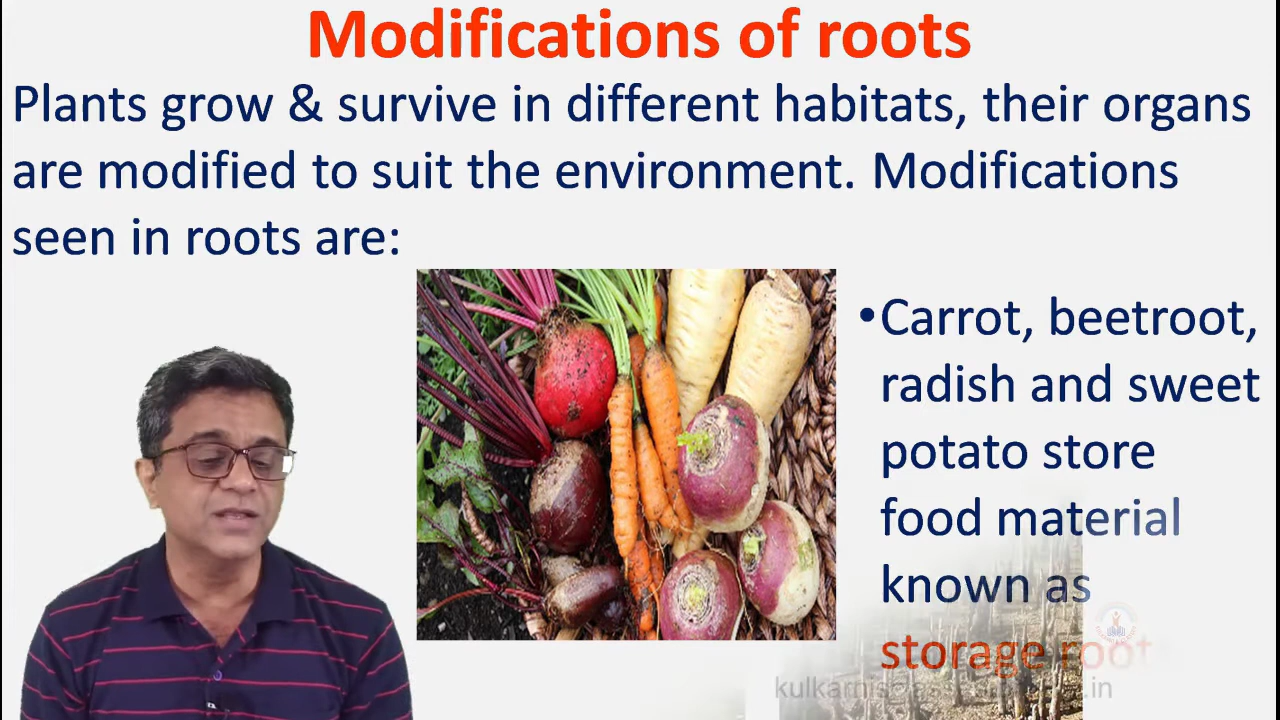 Modifications of roots
Plants grow & survive in different habitats, their organs
are modified to suit the environment. Modifications
seen in roots are:
•Carrot, beetroot,
radish and sweet
potato store
food material
known as
storage root